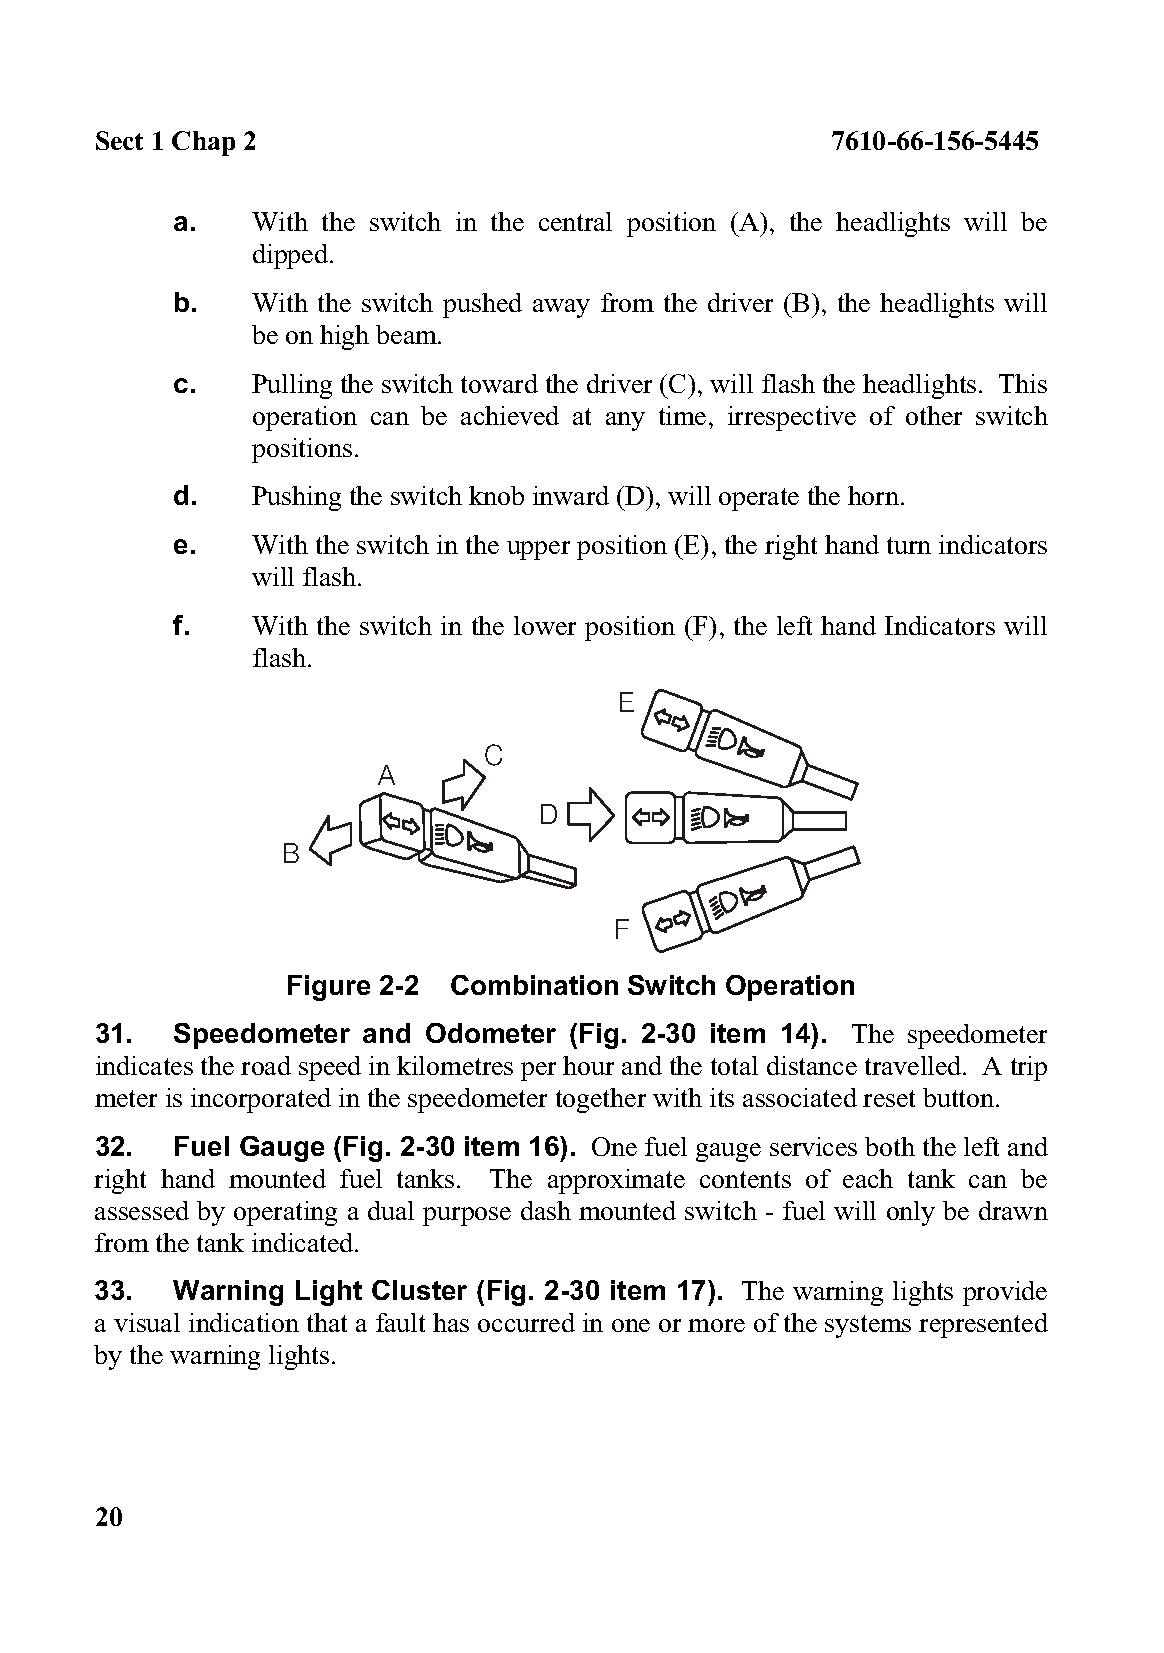 Sect 1 Chap 2 7610-66-156-5445
a. With the switch in the central position (A), the headlights will be
dipped.
b. With the switch pushed away from the driver (B), the headlights will
be on high beam.
c. Pulling the switch toward the driver (C), will flash the headlights. This
operation can be achieved at any time, irrespective of other switch
positions.
d. Pushing the switch knob inward (D), will operate the horn.
e. With the switch in the upper position (E), the right hand turn indicators
will flash.
f. With the switch in the lower position (F), the left hand Indicators will
flash.
E
C
A
D
B
F
Figure 2-2 Combination Switch Operation
31. Speedometer and Odometer (Fig. 2-30 item 14). The speedometer
indicates the road speed in kilometres per hour and the total distance travelled. A trip
meter is incorporated in the speedometer together with its associated reset button.
32. Fuel Gauge (Fig. 2-30 item 16). One fuel gauge services both the left and
right hand mounted fuel tanks. The approximate contents of each tank can be
assessed by operating a dual purpose dash mounted switch - fuel will only be drawn
from the tank indicated.
33. Warning Light Cluster (Fig. 2-30 item 17). The warning lights provide
a visual indication that a fault has occurred in one or more of the systems represented
by the warning lights.
20